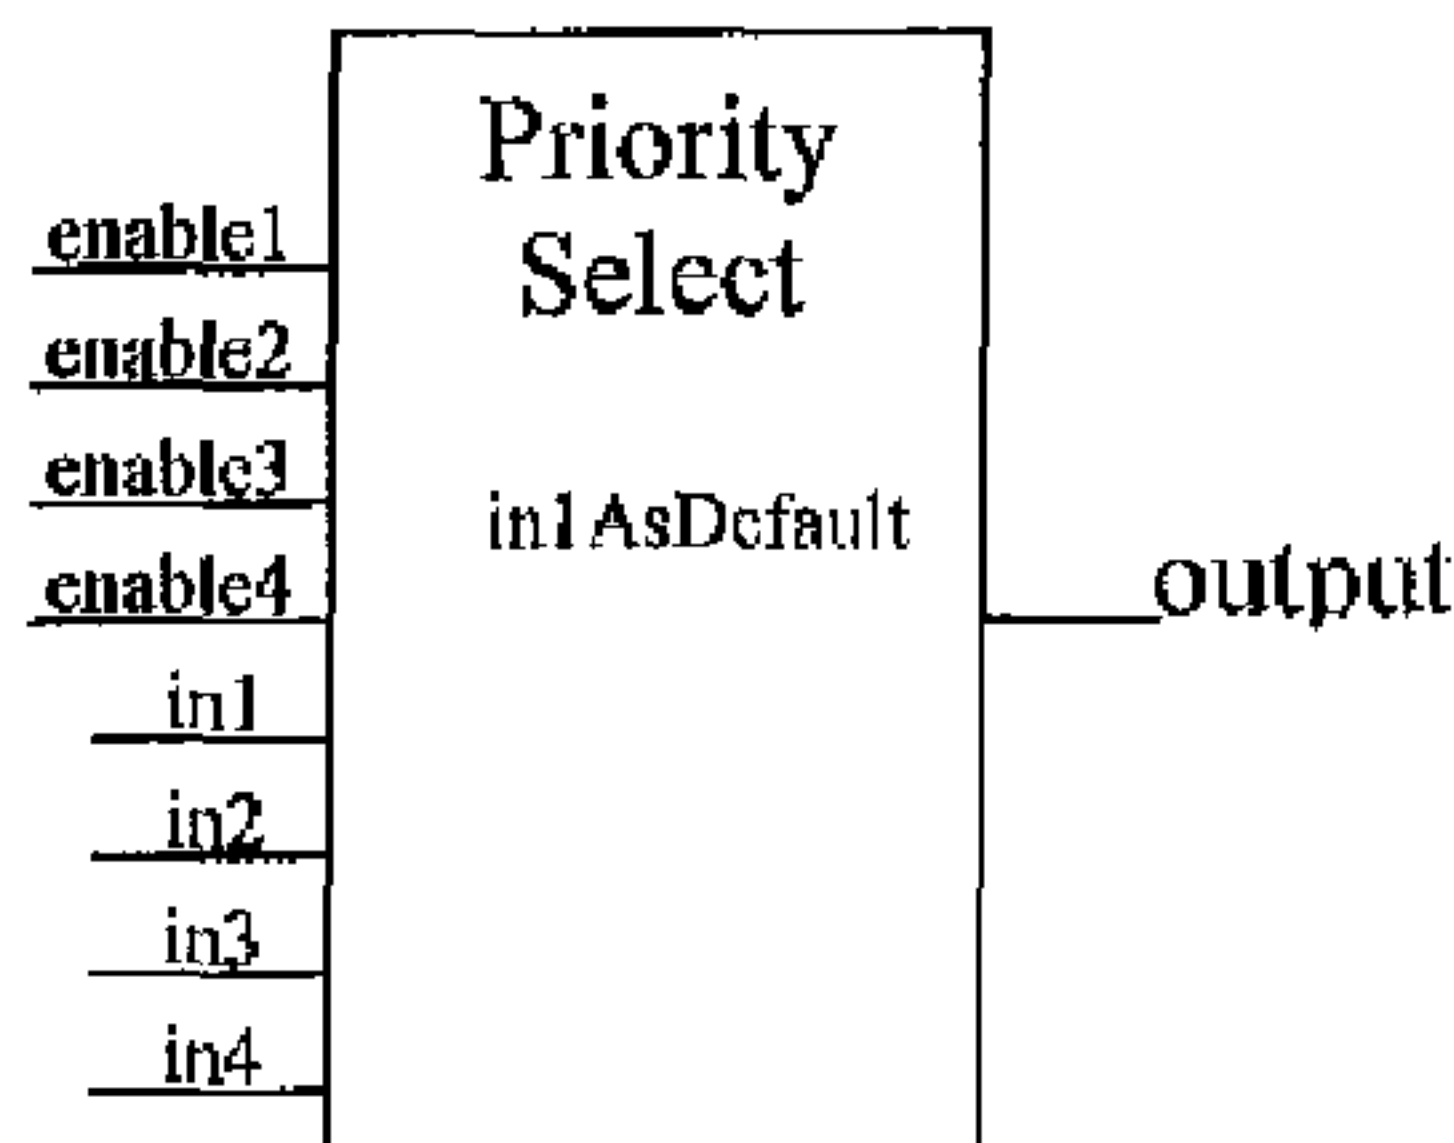 Priority
Select
enable1
enable2
enable3
enable4
in1AsDefault
output
in1
in2
in3
in4